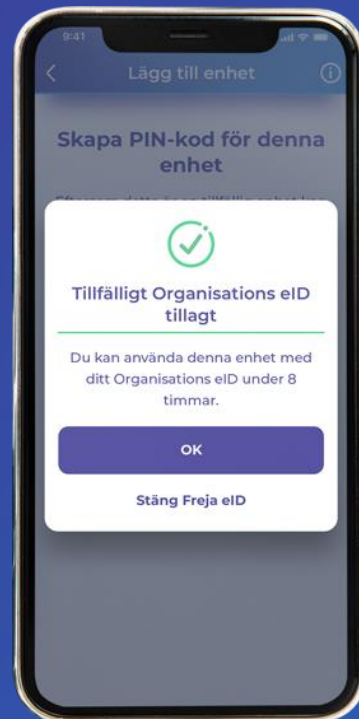 9:41
Lägg till enhet
Skapa PIN-kod för denna
enhet
Tillfälligt Organisations eID
tillagt
Du kan använda denna enhet med
ditt Organisations eID under 8
timmar.
OK
Stäng Freja eID